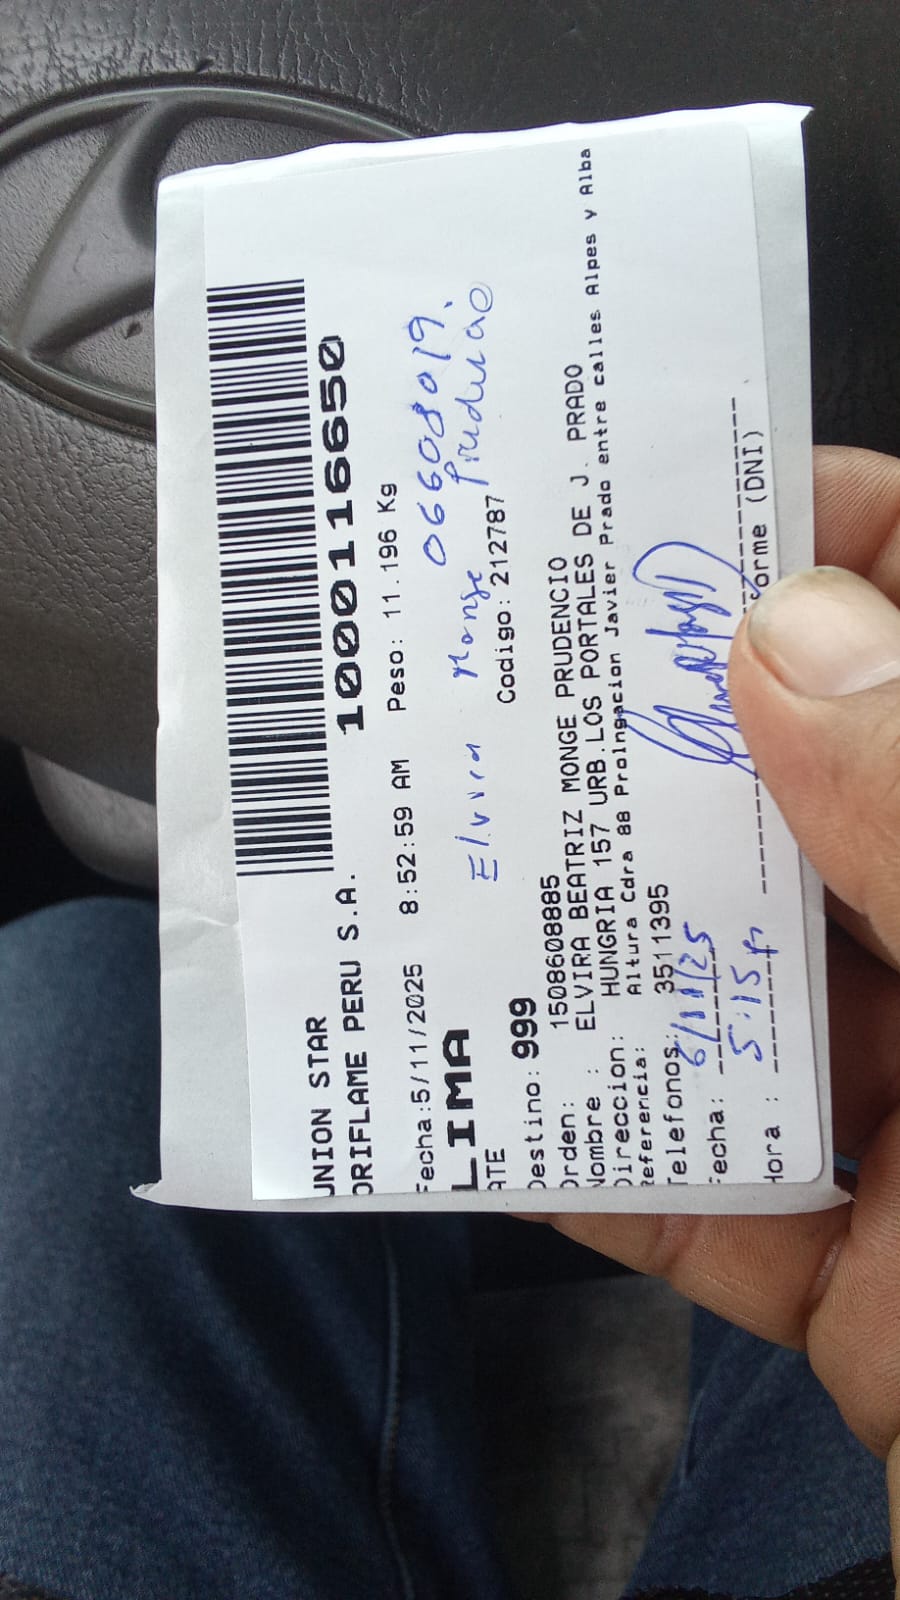 UNION STAR
ORIFLAME PERU S.A. 1000116650
Fecha:5/11/2025 8:52:59 AM Peso: 11.196 Kg
06608019.
LIMA
Elvira Monge Prudencio
ATE
Destino: 999 Codigo:212787
Orden: 1508608885
Nombre : ELVIRA BEATRIZ MONGE PRUDENCIO
Direccion: HUNGRIA 157 URB.LOS PORTALES DE J. PRADO
Referencia: Altura Cdra 88 Prolngacion Javier Prado entre calles Alpes y Alba
Telefonos: 3511395
Fecha: 6/11/25
Hora : 5:15 forme (DNI)